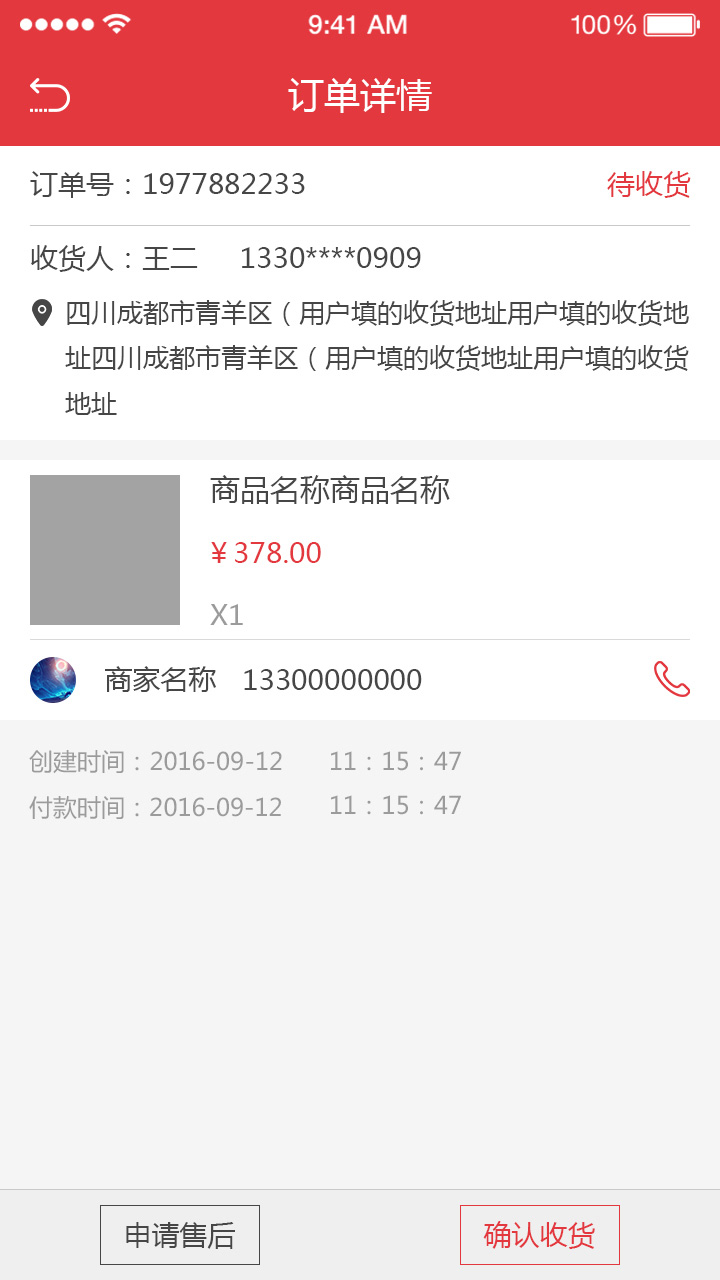 9:41 AM 100%
订单详情
订单号：1977882233 待收货
收货人：王二 1330****0909
四川成都市青羊区（用户填的收货地址用户填的收货地
址四川成都市青羊区（用户填的收货地址用户填的收货
地址
商品名称商品名称
¥ 378.00
X1
商家名称 13300000000
创建时间：2016-09-12 11：15：47
付款时间：2016-09-12 11：15：47
申请售后 确认收货